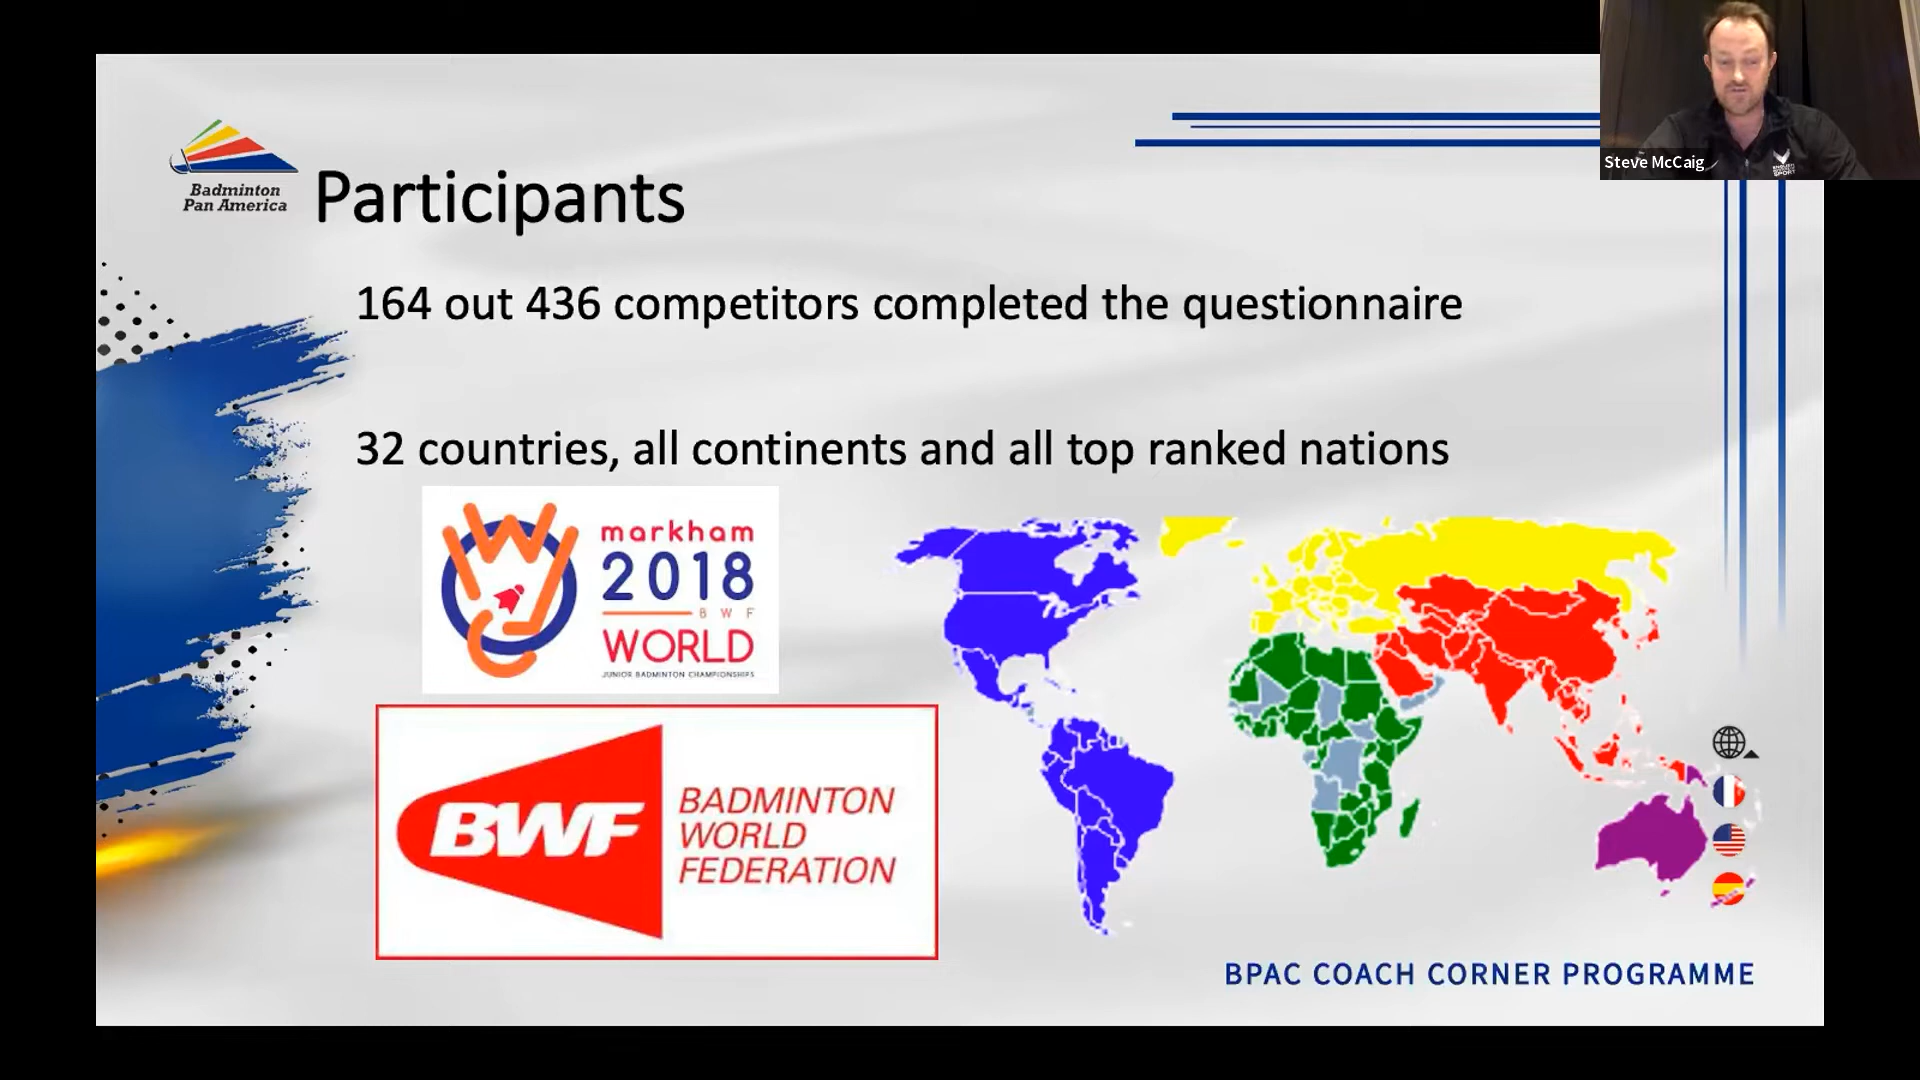 Steve McCaig
Badminton
Pan America
Participants
164 out 436 competitors completed the questionnaire
32 countries, all continents and all top ranked nations
markham
2018
BWF
WORLD
JUNIOR BADMINTON CHAMPIONSHIPS
BWF
BADMINTON
WORLD
FEDERATION
BPAC COACH CORNER PROGRAMME